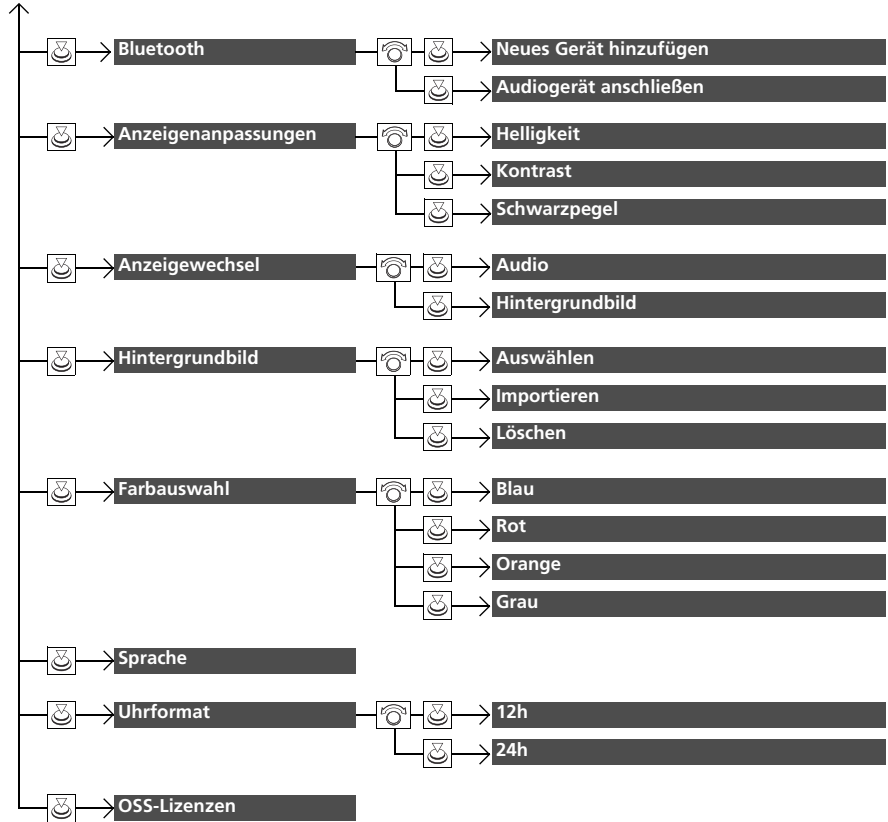 Bluetooth
Neues Gerät hinzufügen
Audiogerät anschließen
Anzeigenanpassungen
Helligkeit
Kontrast
Schwarzpegel
Anzeigewechsel
Audio
Hintergrundbild
Hintergrundbild
Auswählen
Importieren
Löschen
Farbauswahl
Blau
Rot
Orange
Grau
Sprache
Uhrformat
12h
24h
OSS-Lizenzen